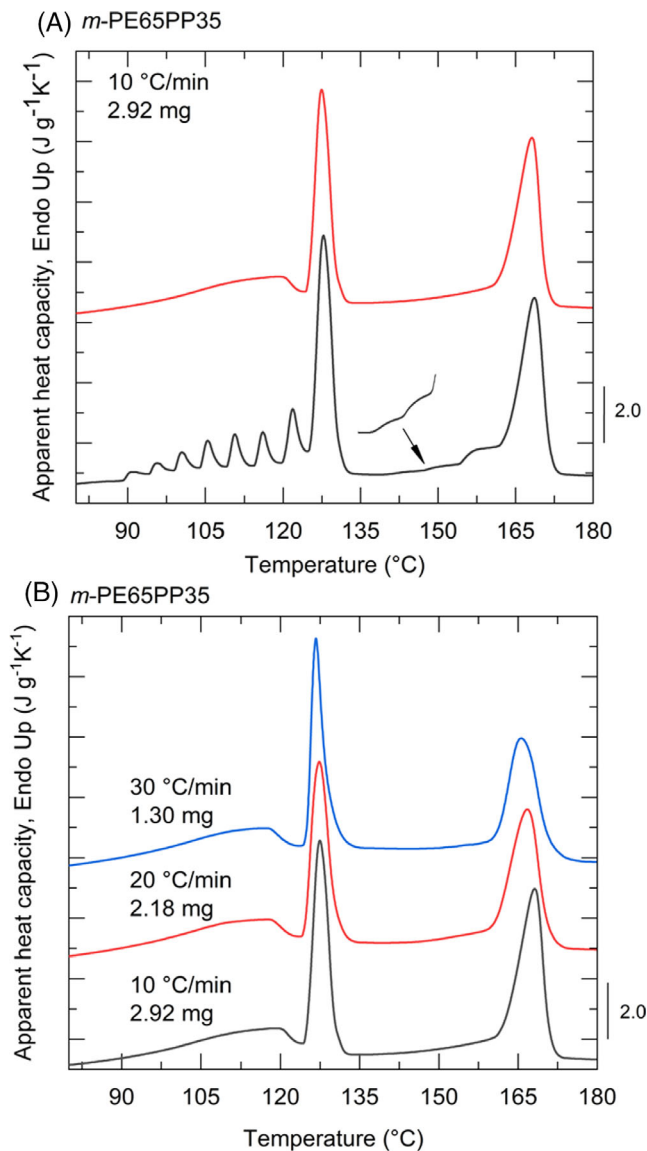 (A) m-PE65PP35
10 °C/min
2.92 mg
Apparent heat capacity, Endo Up (J g⁻¹K⁻¹)
2.0
90 105 120 135 150 165 180
Temperature (°C)
(B) m-PE65PP35
30 °C/min
1.30 mg
20 °C/min
2.18 mg
10 °C/min
2.92 mg
Apparent heat capacity, Endo Up (J g⁻¹K⁻¹)
2.0
90 105 120 135 150 165 180
Temperature (°C)